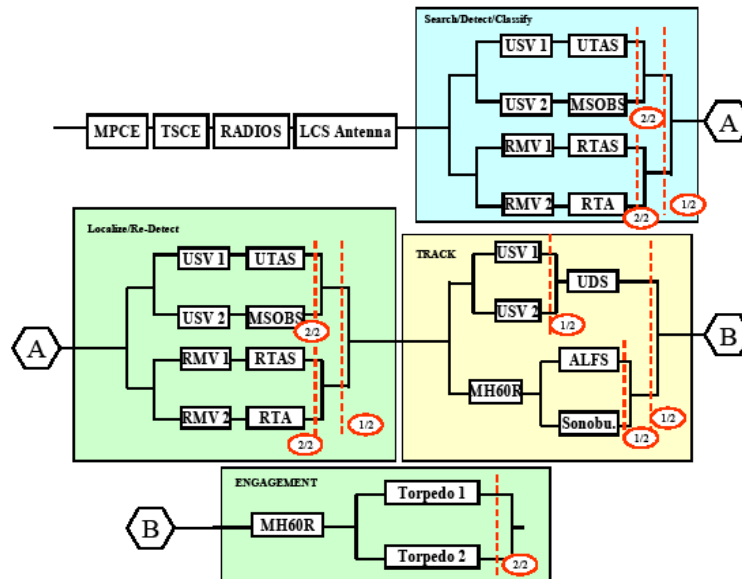 Search/Detect/Classify
USV 1 UTAS
USV 2 MSOBS
2/2
MPCE TSCE RADIOS LCS Antenna
A
RMV 1 RTAS
RMV 2 RTA
2/2
1/2
Localize/Re-Detect
USV 1 UTAS
USV 2 MSOBS
2/2
A
RMV 1 RTAS
RMV 2 RTA
2/2
1/2
TRACK
USV 1
UDS
USV 2
1/2
B
ALFS
MH60R
Sonobu.
1/2
1/2
ENGAGEMENT
Torpedo 1
B
MH60R
Torpedo 2
2/2